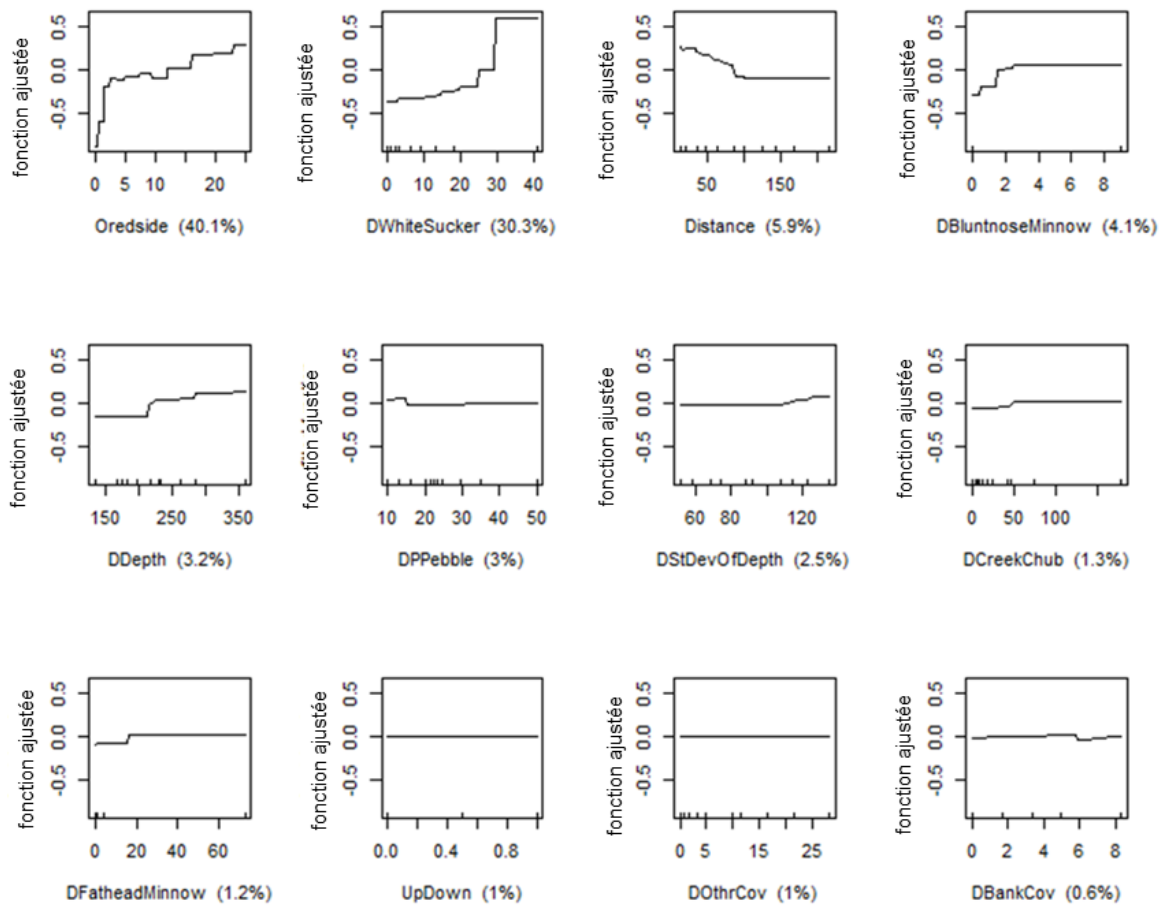 fonction ajustée
0.5
0.0
-0.5
0 5 10 20
Oredside (40.1%)
fonction ajustée
0.5
0.0
-0.5
0 10 20 30 40
DWhiteSucker (30.3%)
fonction ajustée
0.5
0.0
-0.5
50 150
Distance (5.9%)
fonction ajustée
0.5
0.0
-0.5
0 2 4 6 8
DBluntnoseMinnow (4.1%)
fonction ajustée
0.5
0.0
-0.5
150 250 350
DDepth (3.2%)
fonction ajustée
0.5
0.0
-0.5
10 20 30 40 50
DPPebble (3%)
fonction ajustée
0.5
0.0
-0.5
60 80 120
DStDevOfDepth (2.5%)
fonction ajustée
0.5
0.0
-0.5
0 50 100
DCreekChub (1.3%)
fonction ajustée
0.5
0.0
-0.5
0 20 40 60
DFatheadMinnow (1.2%)
fonction ajustée
0.5
0.0
-0.5
0.0 0.4 0.8
UpDown (1%)
fonction ajustée
0.5
0.0
-0.5
0 5 15 25
DOthrCov (1%)
fonction ajustée
0.5
0.0
-0.5
0 2 4 6 8
DBankCov (0.6%)